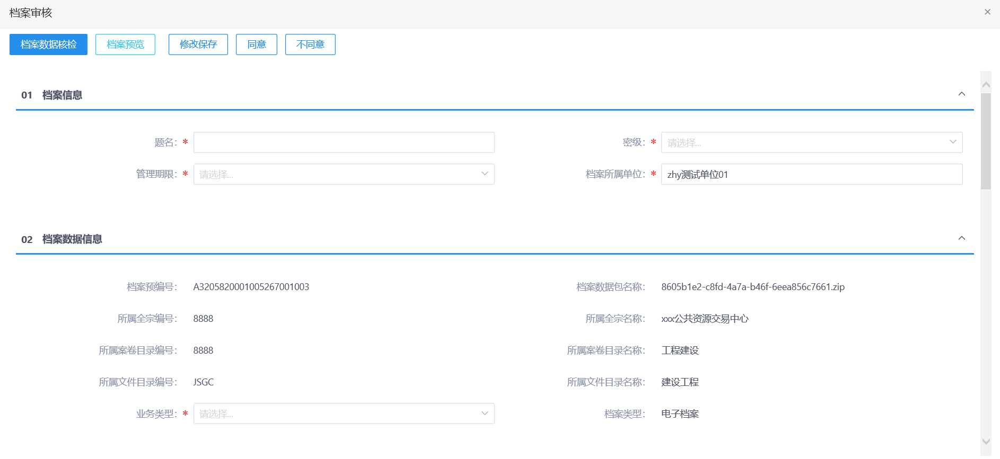 档案审核
档案数据核检 档案预览 修改保存 同意 不同意
01 档案信息
题名：* 密级：* 请选择...
管理期限：* 请选择... 档案所属单位：* zhy测试单位01
02 档案数据信息
档案预编号： A3205820001005267001003 档案数据包名称： 8605b1e2-c8fd-4a7a-b46f-6eea856c7661.zip
所属全宗编号： 8888 所属全宗名称： xxx公共资源交易中心
所属案卷目录编号： 8888 所属案卷目录名称： 工程建设
所属文件目录编号： JSGC 所属文件目录名称： 建设工程
业务类型：* 请选择... 档案类型： 电子档案